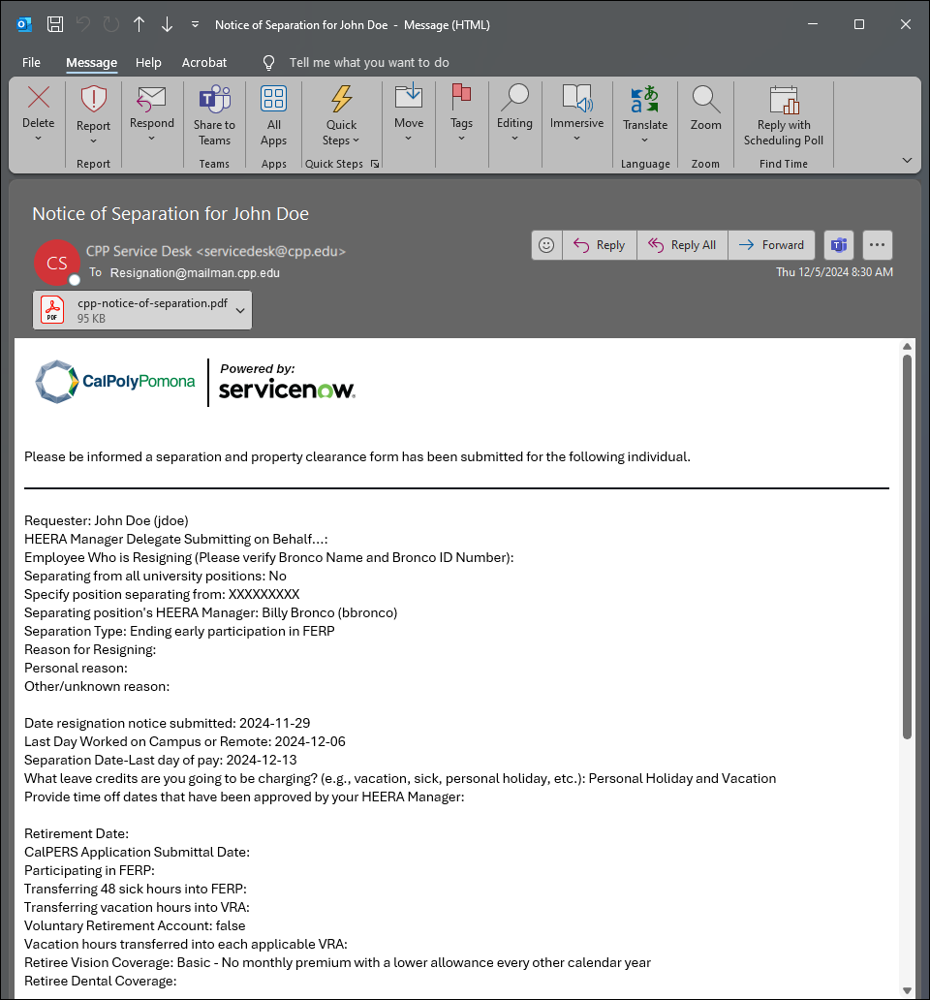 Notice of Separation for John Doe - Message (HTML)
File Message Help Acrobat Tell me what you want to do
Delete
Report
Respond
Share to Teams
All Apps
Quick Steps
Move
Tags
Editing
Immersive
Translate
Zoom
Reply with Scheduling Poll
Report Teams Apps Quick Steps Language Zoom Find Time
Notice of Separation for John Doe
CS
CPP Service Desk <servicedesk@cpp.edu>
To Resignation@mailman.cpp.edu
Reply Reply All Forward
Thu 12/5/2024 8:30 AM
PDF
cpp-notice-of-separation.pdf
95 KB
CalPolyPomona
Powered by:
servicenow.
Please be informed a separation and property clearance form has been submitted for the following individual.
Requester: John Doe (jdoe)
HEERA Manager Delegate Submitting on Behalf...:
Employee Who is Resigning (Please verify Bronco Name and Bronco ID Number):
Separating from all university positions: No
Specify position separating from: XXXXXXXXX
Separating position's HEERA Manager: Billy Bronco (bbronco)
Separation Type: Ending early participation in FERP
Reason for Resigning:
Personal reason:
Other/unknown reason:
Date resignation notice submitted: 2024-11-29
Last Day Worked on Campus or Remote: 2024-12-06
Separation Date-Last day of pay: 2024-12-13
What leave credits are you going to be charging? (e.g., vacation, sick, personal holiday, etc.): Personal Holiday and Vacation
Provide time off dates that have been approved by your HEERA Manager:
Retirement Date:
CalPERS Application Submittal Date:
Participating in FERP:
Transferring 48 sick hours into FERP:
Transferring vacation hours into VRA:
Voluntary Retirement Account: false
Vacation hours transferred into each applicable VRA:
Retiree Vision Coverage: Basic - No monthly premium with a lower allowance every other calendar year
Retiree Dental Coverage: